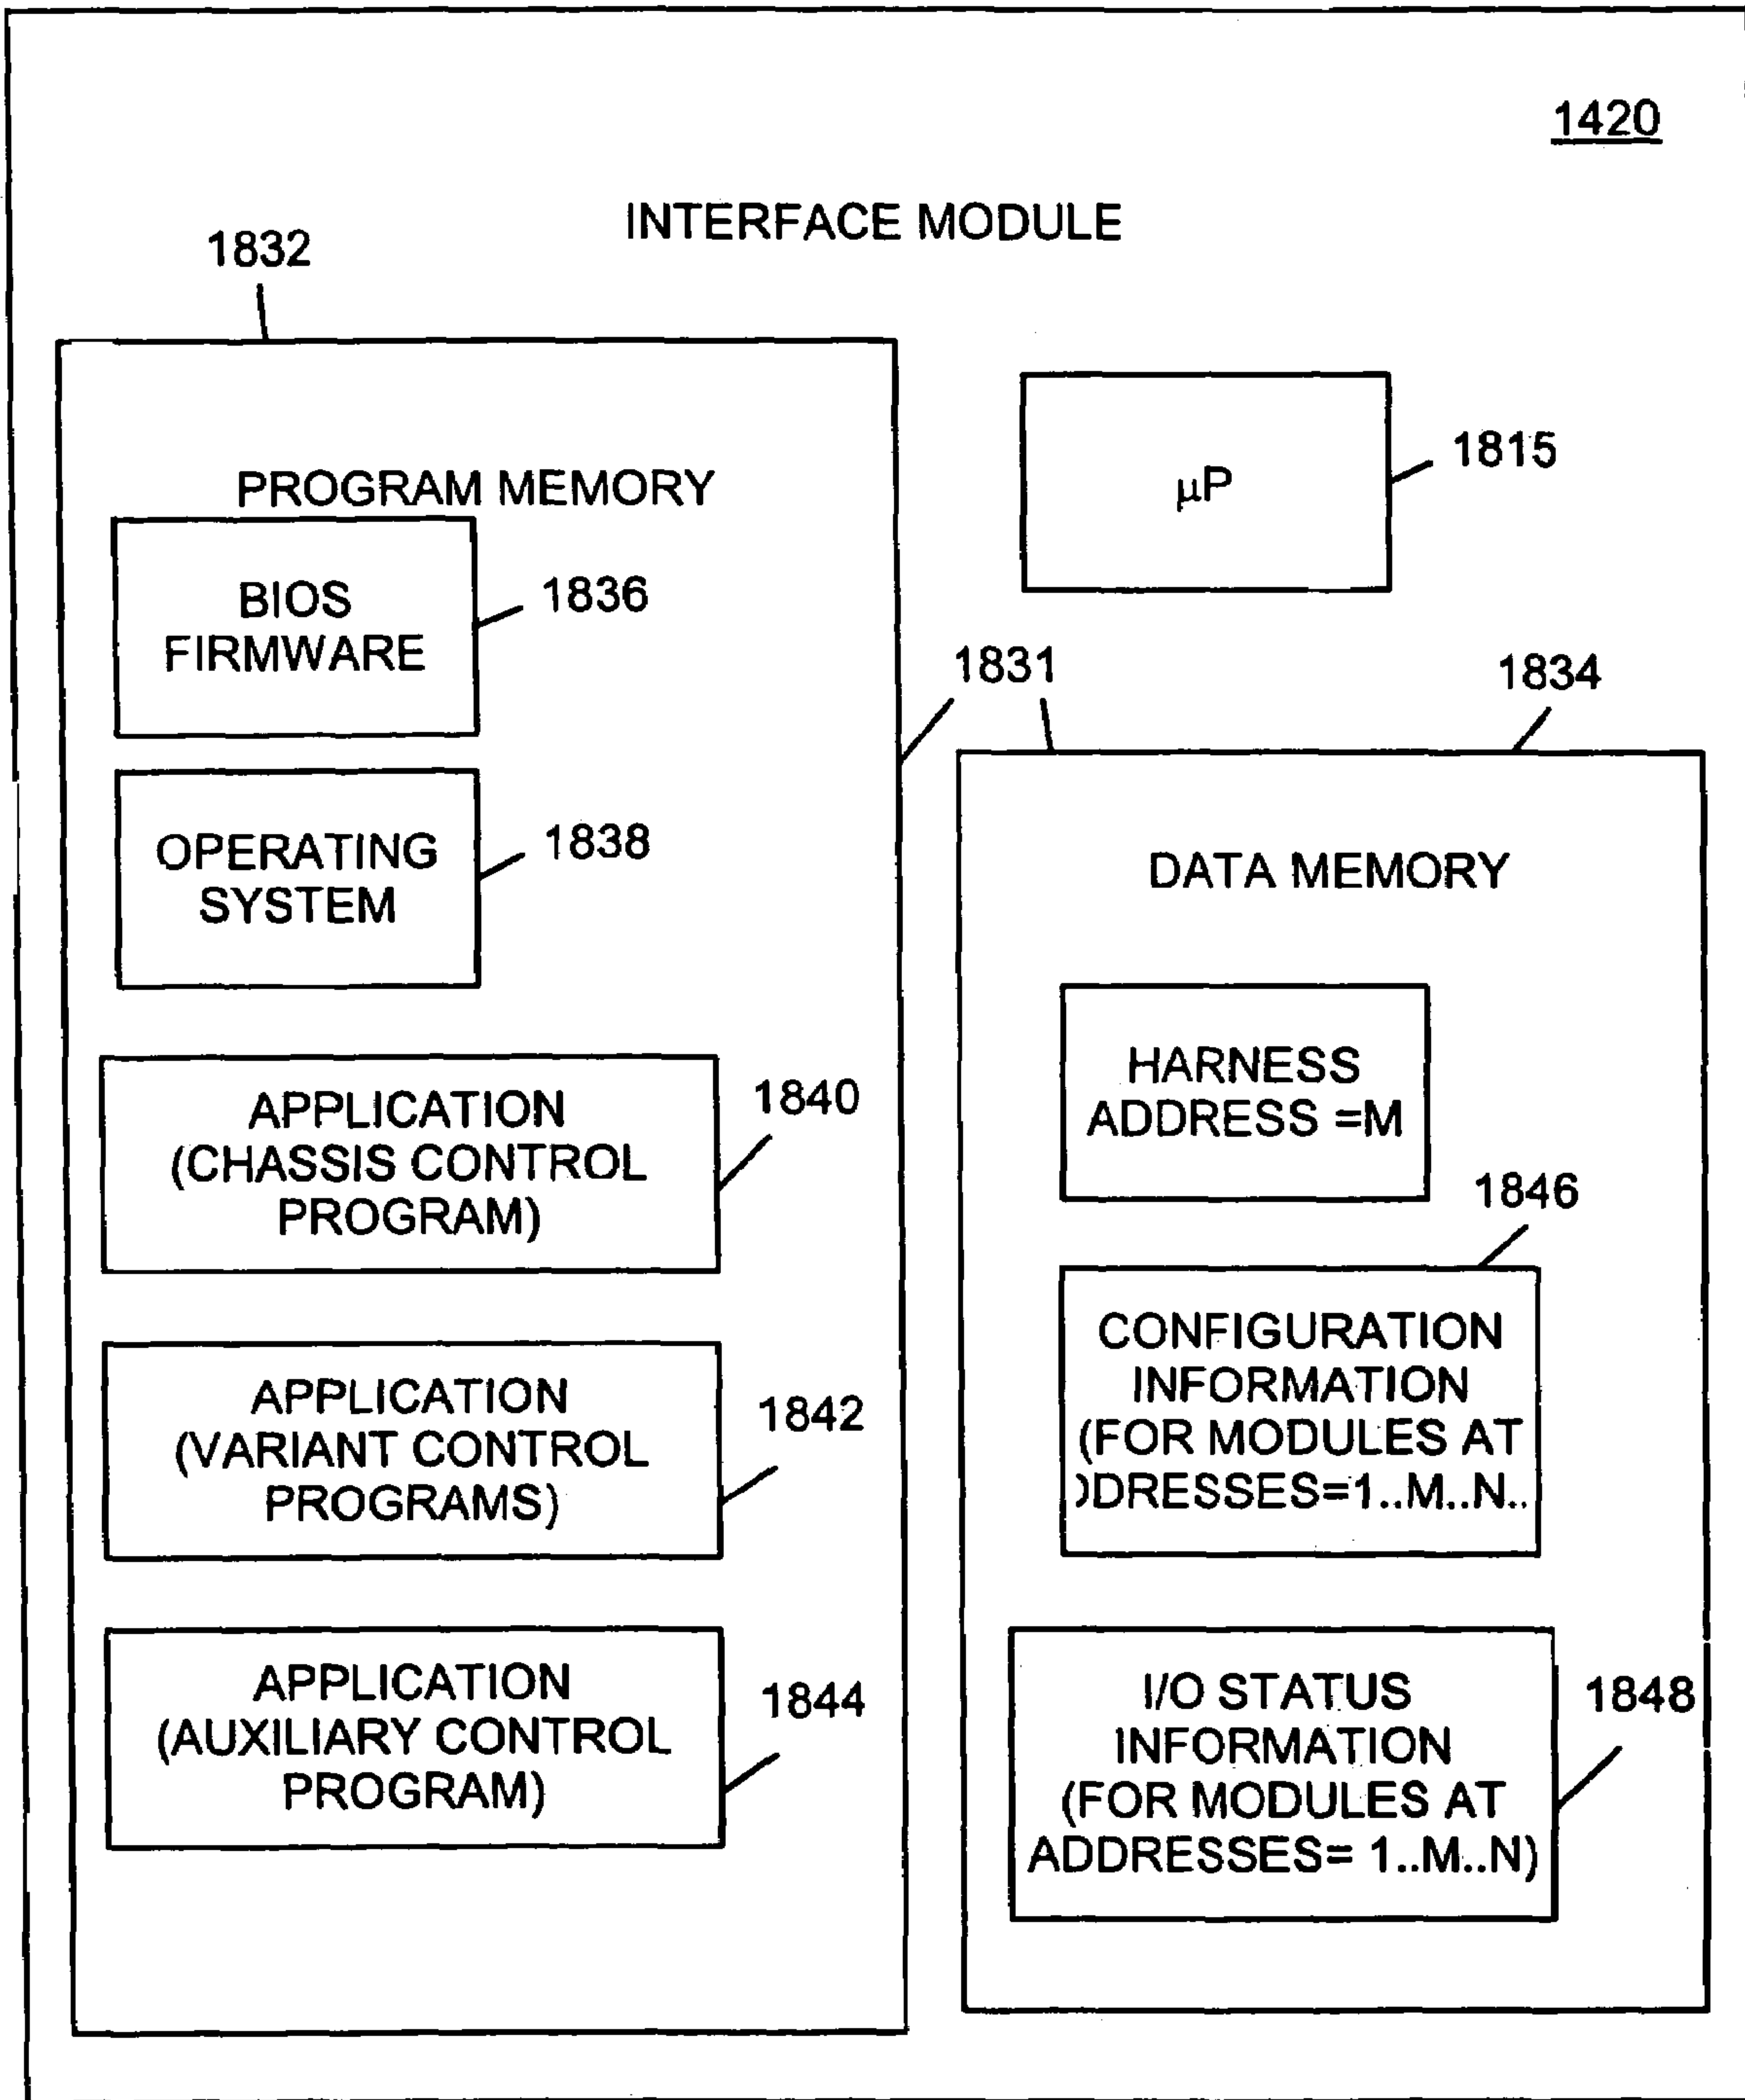 1420
INTERFACE MODULE
1832
PROGRAM MEMORY
BIOS
FIRMWARE
1836
OPERATING
SYSTEM
1838
APPLICATION
(CHASSIS CONTROL
PROGRAM)
1840
APPLICATION
(VARIANT CONTROL
PROGRAMS)
1842
APPLICATION
(AUXILIARY CONTROL
PROGRAM)
1844
µP
1815
1831
1834
DATA MEMORY
HARNESS
ADDRESS =M
1846
CONFIGURATION
INFORMATION
(FOR MODULES AT
DDRESSES=1..M..N..
I/O STATUS
INFORMATION
(FOR MODULES AT
ADDRESSES= 1..M..N)
1848